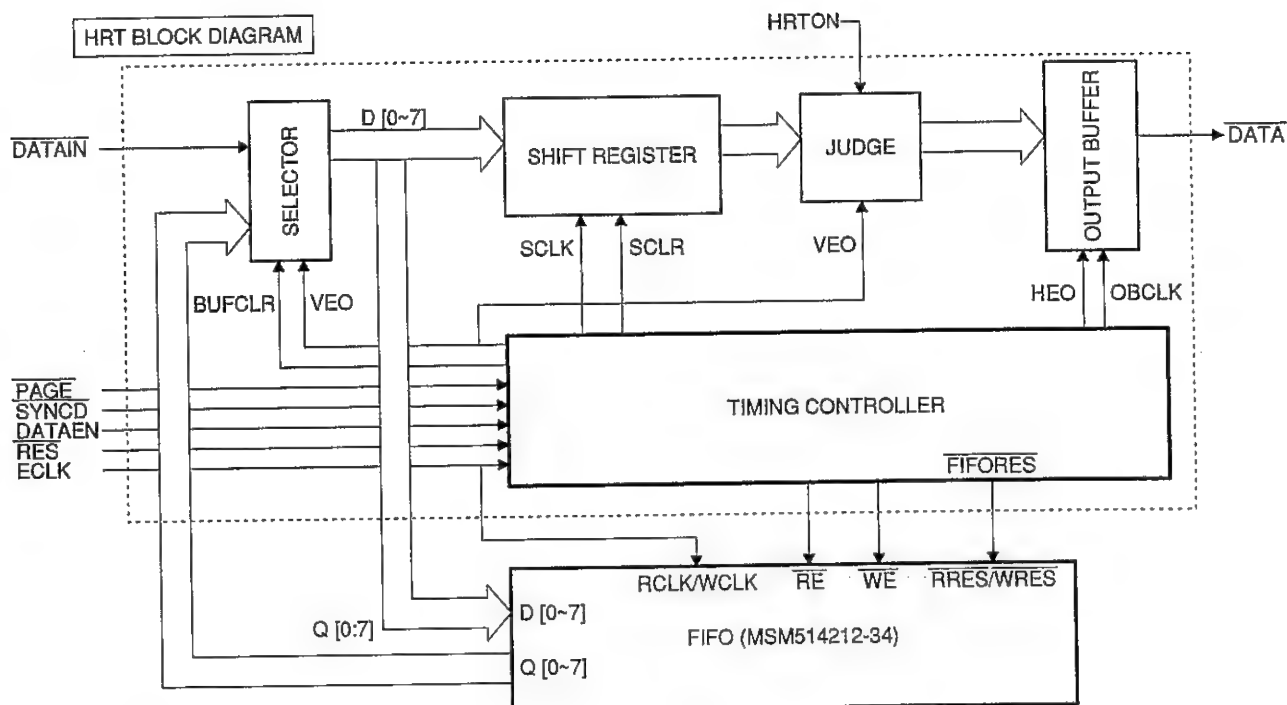 HRT BLOCK DIAGRAM
HRTON
DATAIN
SELECTOR
D [0~7]
SHIFT REGISTER
JUDGE
OUTPUT BUFFER
DATA
BUFCLR
VEO
SCLK
SCLR
VEO
HEO
OBCLK
PAGE
SYNCD
DATAEN
RES
ECLK
TIMING CONTROLLER
FIFORES
RCLK/WCLK
RE
WE
RRES/WRES
Q [0:7]
D [0~7]
FIFO (MSM514212-34)
Q [0~7]